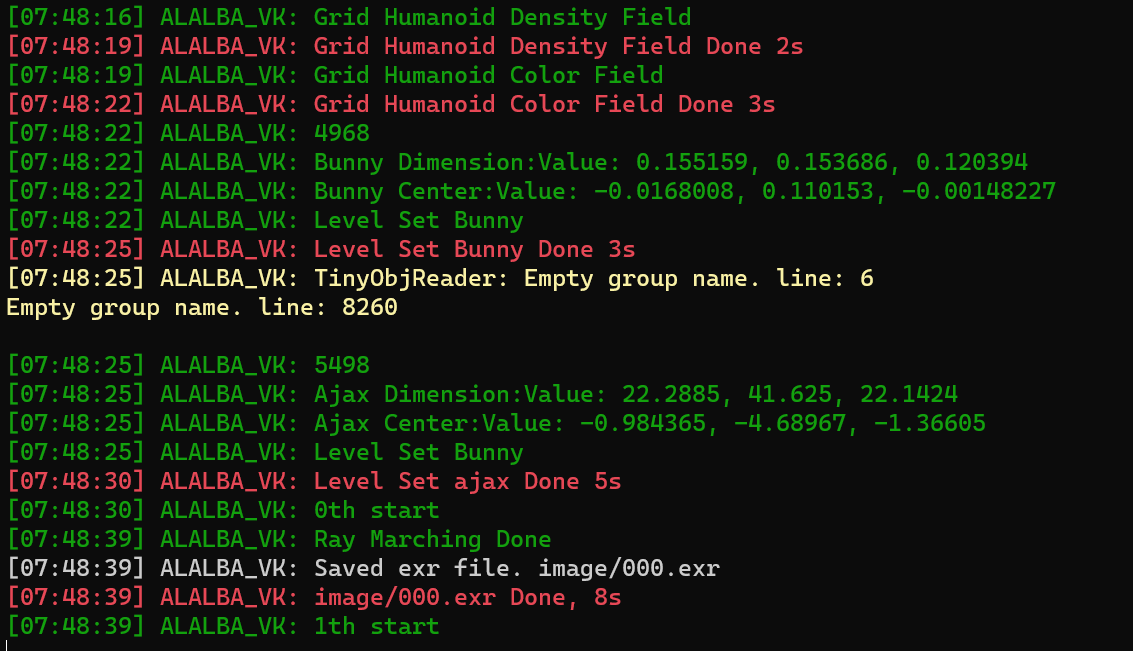 [07:48:16] ALALBA_VK: Grid Humanoid Density Field
[07:48:19] ALALBA_VK: Grid Humanoid Density Field Done 2s
[07:48:19] ALALBA_VK: Grid Humanoid Color Field
[07:48:22] ALALBA_VK: Grid Humanoid Color Field Done 3s
[07:48:22] ALALBA_VK: 4968
[07:48:22] ALALBA_VK: Bunny Dimension:Value: 0.155159, 0.153686, 0.120394
[07:48:22] ALALBA_VK: Bunny Center:Value: -0.0168008, 0.110153, -0.00148227
[07:48:22] ALALBA_VK: Level Set Bunny
[07:48:25] ALALBA_VK: Level Set Bunny Done 3s
[07:48:25] ALALBA_VK: TinyObjReader: Empty group name. line: 6
Empty group name. line: 8260
[07:48:25] ALALBA_VK: 5498
[07:48:25] ALALBA_VK: Ajax Dimension:Value: 22.2885, 41.625, 22.1424
[07:48:25] ALALBA_VK: Ajax Center:Value: -0.984365, -4.68967, -1.36605
[07:48:25] ALALBA_VK: Level Set Bunny
[07:48:30] ALALBA_VK: Level Set ajax Done 5s
[07:48:30] ALALBA_VK: 0th start
[07:48:39] ALALBA_VK: Ray Marching Done
[07:48:39] ALALBA_VK: Saved exr file. image/000.exr
[07:48:39] ALALBA_VK: image/000.exr Done, 8s
[07:48:39] ALALBA_VK: 1th start